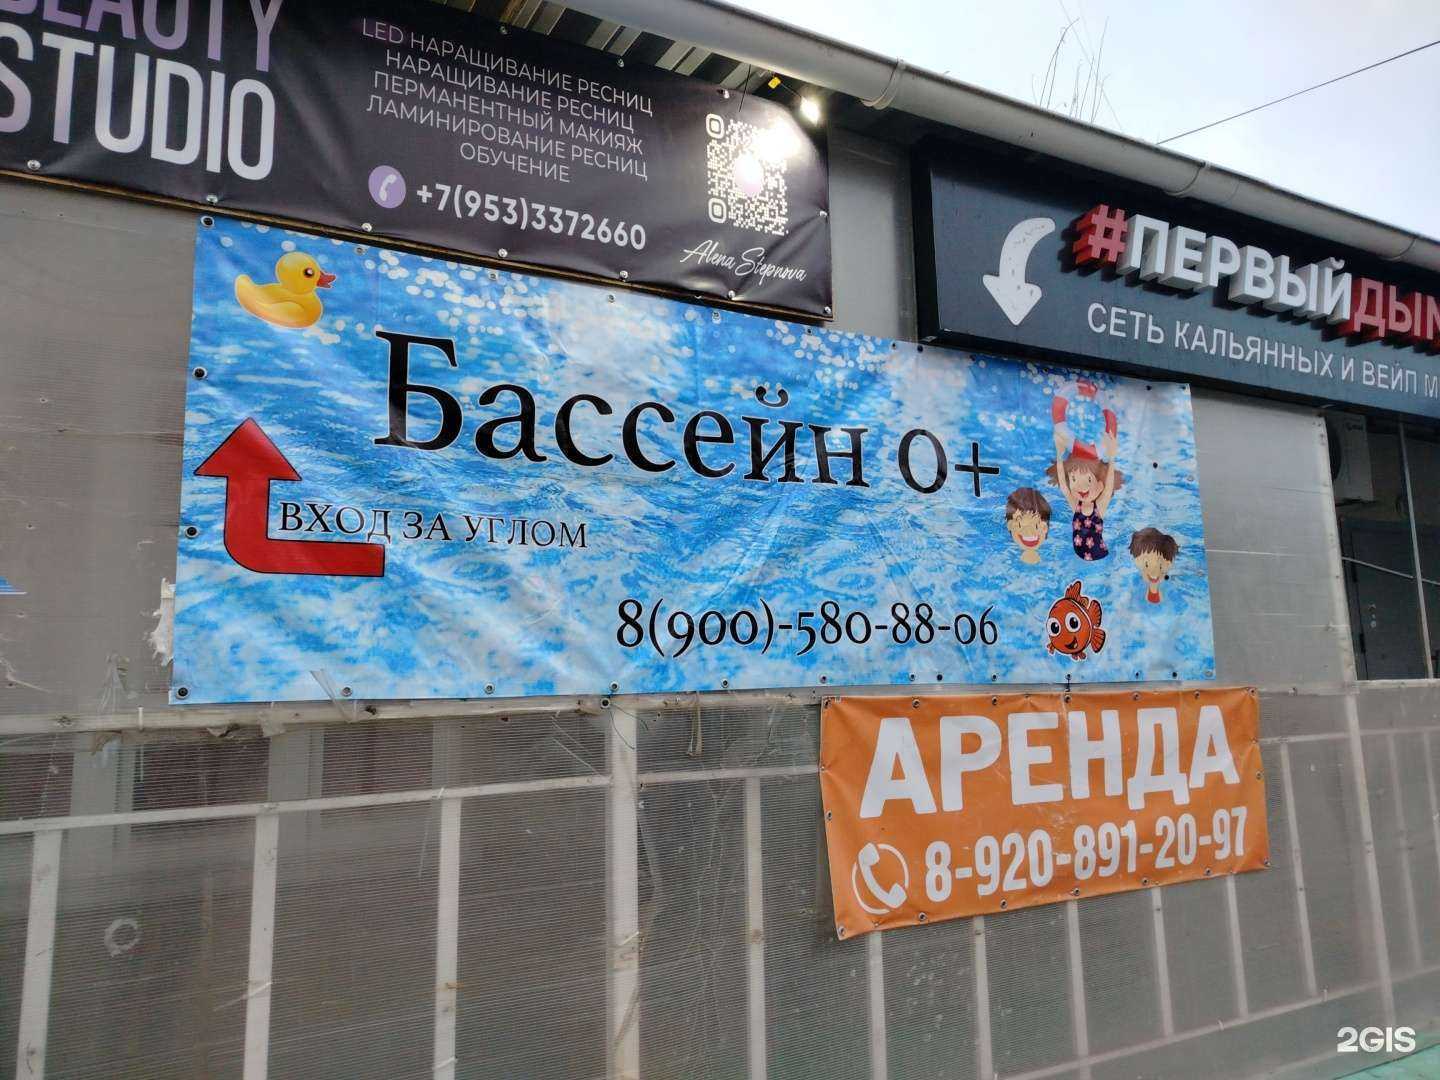 BEAUTY
STUDIO
LED НАРАЩИВАНИЕ РЕСНИЦ
НАРАЩИВАНИЕ РЕСНИЦ
ПЕРМАНЕНТНЫЙ МАКИЯЖ
ЛАМИНИРОВАНИЕ РЕСНИЦ
ОБУЧЕНИЕ
+7(953)3372660
Alena Stepnova
#ПЕРВЫЙДЫМ
СЕТЬ КАЛЬЯННЫХ И ВЕЙП М
Бассейн 0+
ВХОД ЗА УГЛОМ
8(900)-580-88-06
АРЕНДА
8-920-891-20-97
2GIS